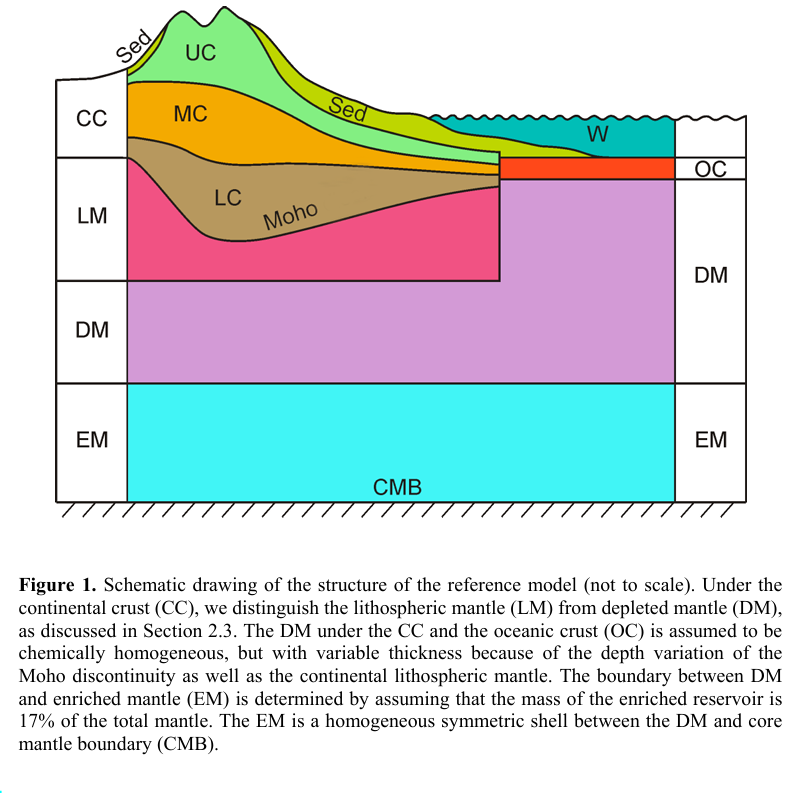 Sed
UC
CC
MC
Sed
W
OC
LC
Moho
LM
DM
DM
EM
EM
CMB
Figure 1. Schematic drawing of the structure of the reference model (not to scale). Under the
continental crust (CC), we distinguish the lithospheric mantle (LM) from depleted mantle (DM),
as discussed in Section 2.3. The DM under the CC and the oceanic crust (OC) is assumed to be
chemically homogeneous, but with variable thickness because of the depth variation of the
Moho discontinuity as well as the continental lithospheric mantle. The boundary between DM
and enriched mantle (EM) is determined by assuming that the mass of the enriched reservoir is
17% of the total mantle. The EM is a homogeneous symmetric shell between the DM and core
mantle boundary (CMB).